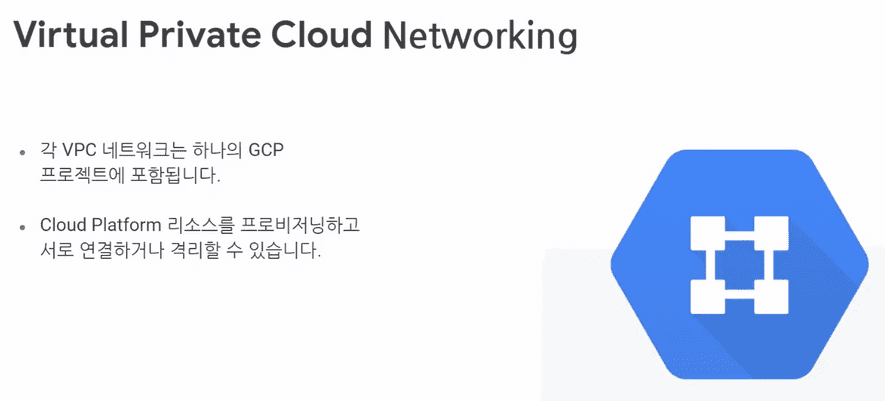 Virtual Private Cloud Networking
• 각 VPC 네트워크는 하나의 GCP
프로젝트에 포함됩니다.
• Cloud Platform 리소스를 프로비저닝하고
서로 연결하거나 격리할 수 있습니다.